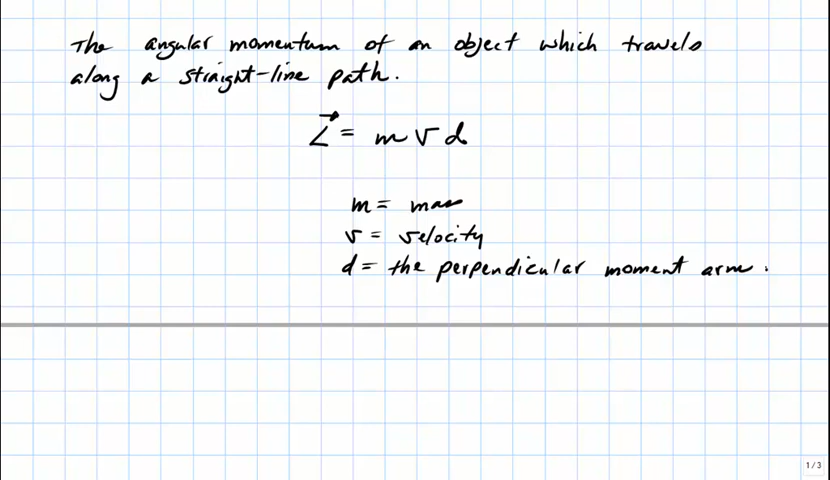 The angular momentum of an object which travels
along a straight-line path.
L⃗ = m v d
m = mass
v = velocity
d = the perpendicular moment arm.
1/3